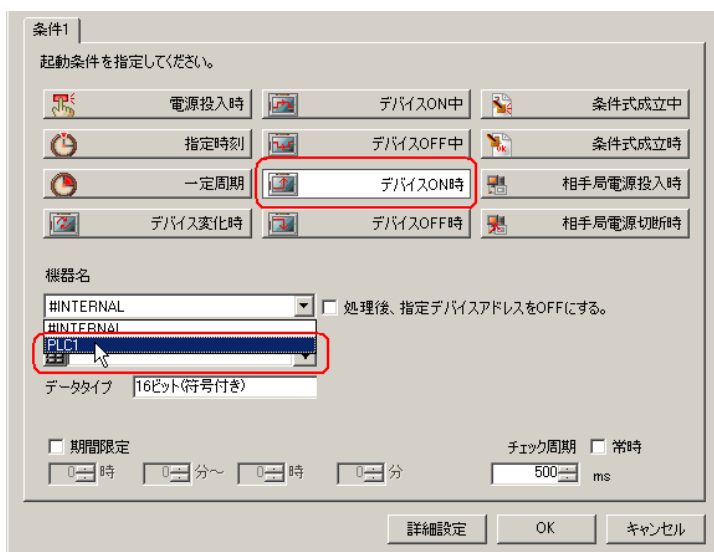 条件1
起動条件を指定してください。
電源投入時 デバイスON中 条件式成立中
指定時刻 デバイスOFF中 条件式成立時
一定周期 デバイスON時 相手局電源投入時
デバイス変化時 デバイスOFF時 相手局電源切断時
機器名
#INTERNAL 処理後、指定デバイスアドレスをOFFにする。
#INTERNAL
PLC1
データタイプ 16ビット(符号付き)
期間限定 チェック周期 常時
0 時 0 分～ 0 時 0 分 500 ms
詳細設定 OK キャンセル